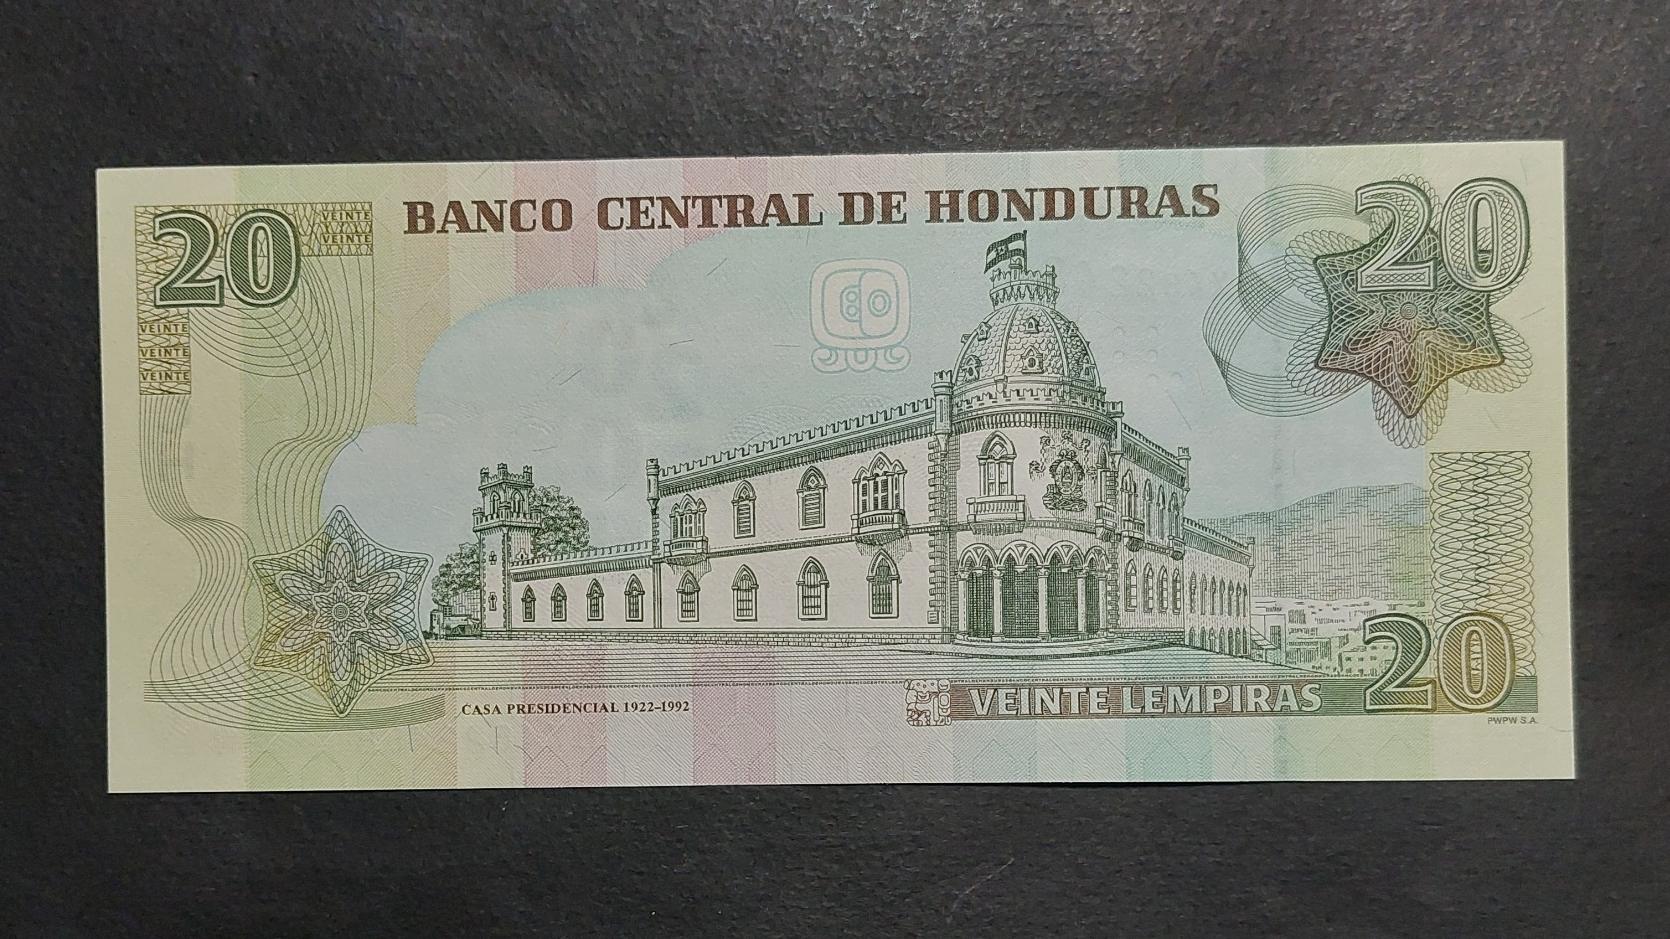 BANCO CENTRAL DE HONDURAS
20
VEINTE
VEINTE
20
VEINTE
VEINTE
VEINTE
CASA PRESIDENCIAL 1922-1992
VEINTE LEMPIRAS
20
PWPW S.A.